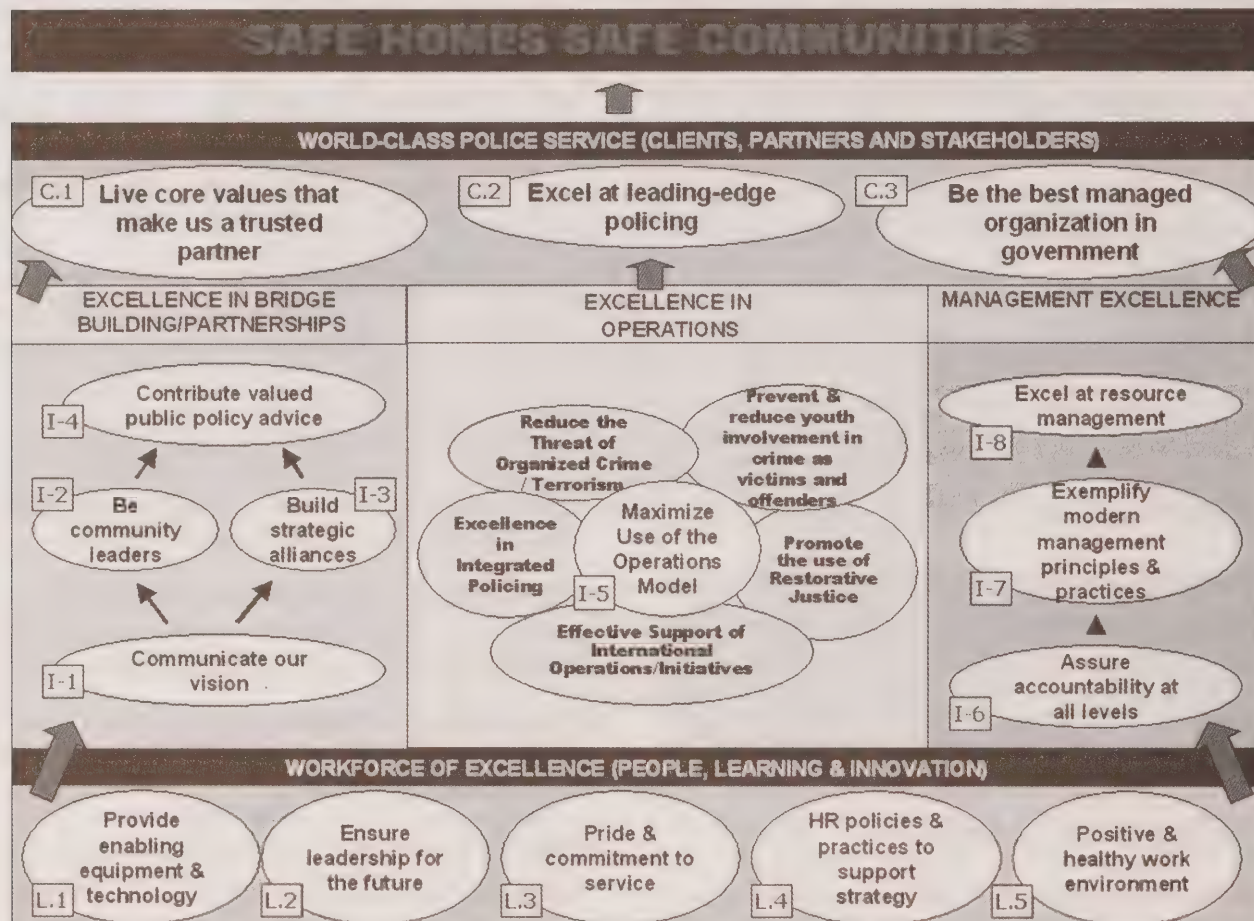 SAFE HOMES SAFE COMMUNITIES
WORLD-CLASS POLICE SERVICE (CLIENTS, PARTNERS AND STAKEHOLDERS)
C.1
Live core values that
make us a trusted
partner
C.2
Excel at leading-edge
policing
C.3
Be the best managed
organization in
government
EXCELLENCE IN BRIDGE
BUILDING/PARTNERSHIPS
I-4
Contribute valued
public policy advice
I-2
Be
community
leaders
I-3
Build
strategic
alliances
I-1
Communicate our
vision
EXCELLENCE IN
OPERATIONS
Reduce the
Threat of
Organized Crime
/ Terrorism
Prevent &
reduce youth
involvement in
crime as
victims and
offenders
Excellence
in
Integrated
Policing
I-5
Maximize
Use of the
Operations
Model
Promote
the use of
Restorative
Justice
Effective Support of
International
Operations/Initiatives
MANAGEMENT EXCELLENCE
I-8
Excel at resource
management
I-7
Exemplify
modern
management
principles &
practices
I-6
Assure
accountability at
all levels
WORKFORCE OF EXCELLENCE (PEOPLE, LEARNING & INNOVATION)
L.1
Provide
enabling
equipment &
technology
L.2
Ensure
leadership for
the future
L.3
Pride &
commitment to
service
L.4
HR policies &
practices to
support
strategy
L.5
Positive &
healthy work
environment